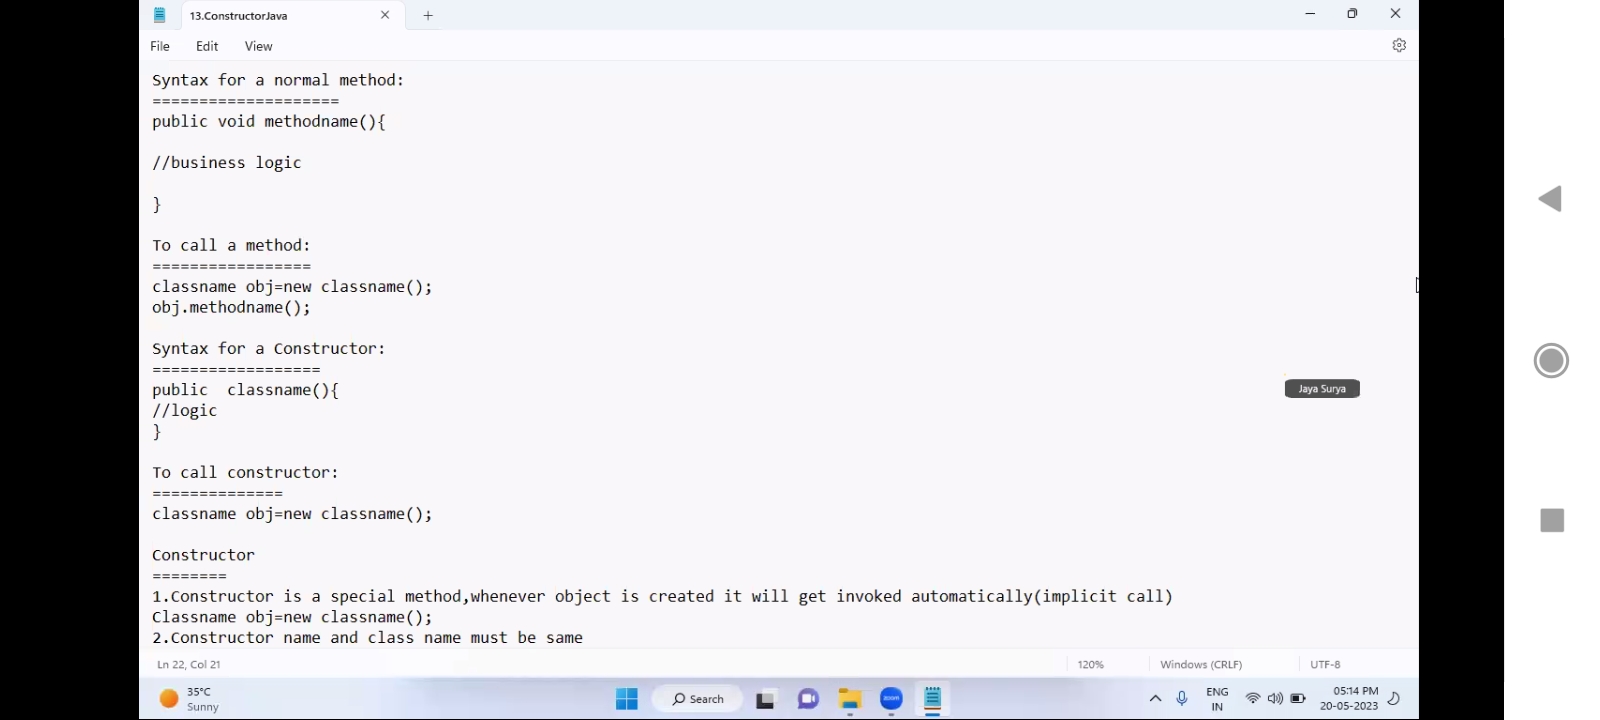 13.ConstructorJava
File Edit View
Syntax for a normal method:
====================
public void methodname(){
//business logic
}
To call a method:
=================
classname obj=new classname();
obj.methodname();
Syntax for a Constructor:
==================
public  classname(){
//logic
}
To call constructor:
==============
classname obj=new classname();
Constructor
========
1.Constructor is a special method,whenever object is created it will get invoked automatically(implicit call)
Classname obj=new classname();
2.Constructor name and class name must be same
Jaya Surya
Ln 22, Col 21 120% Windows (CRLF) UTF-8
35°C
Sunny
Search
zoom
ENG
IN
05:14 PM
20-05-2023